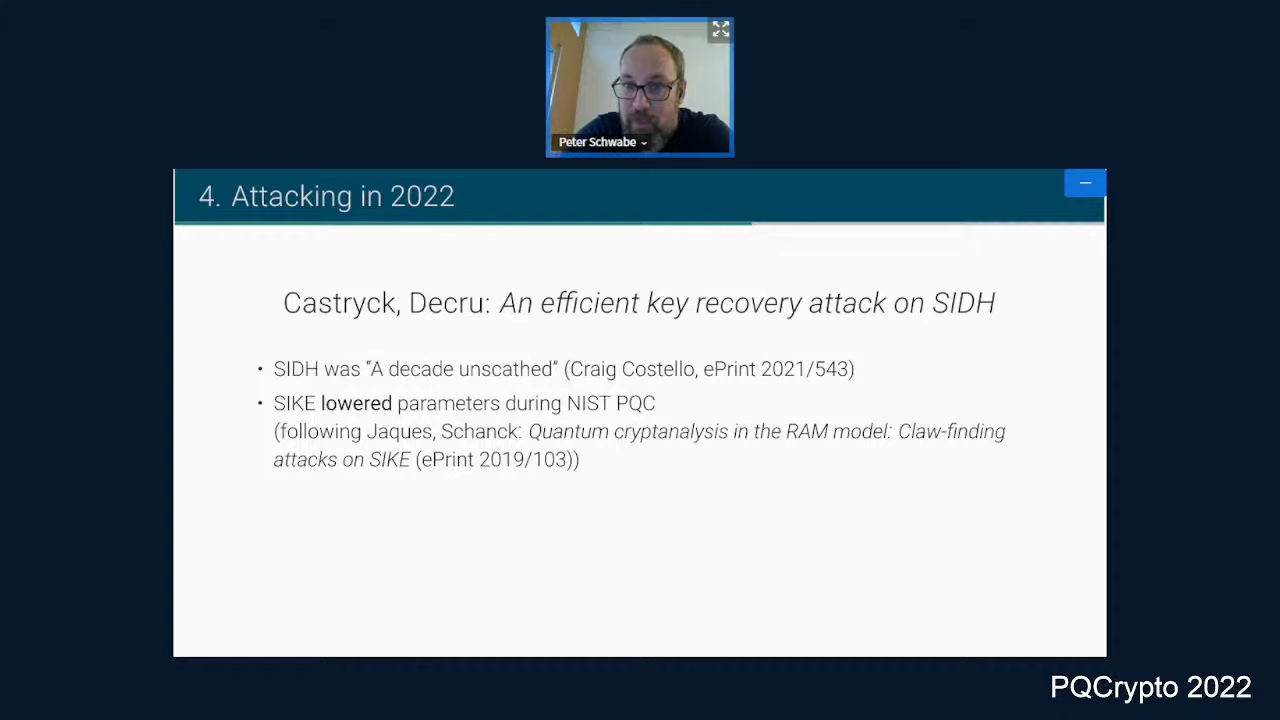 Peter Schwabe
4. Attacking in 2022
Castryck, Decru: An efficient key recovery attack on SIDH
• SIDH was “A decade unscathed” (Craig Costello, ePrint 2021/543)
• SIKE lowered parameters during NIST PQC
(following Jaques, Schanck: Quantum cryptanalysis in the RAM model: Claw-finding
attacks on SIKE (ePrint 2019/103))
PQCrypto 2022